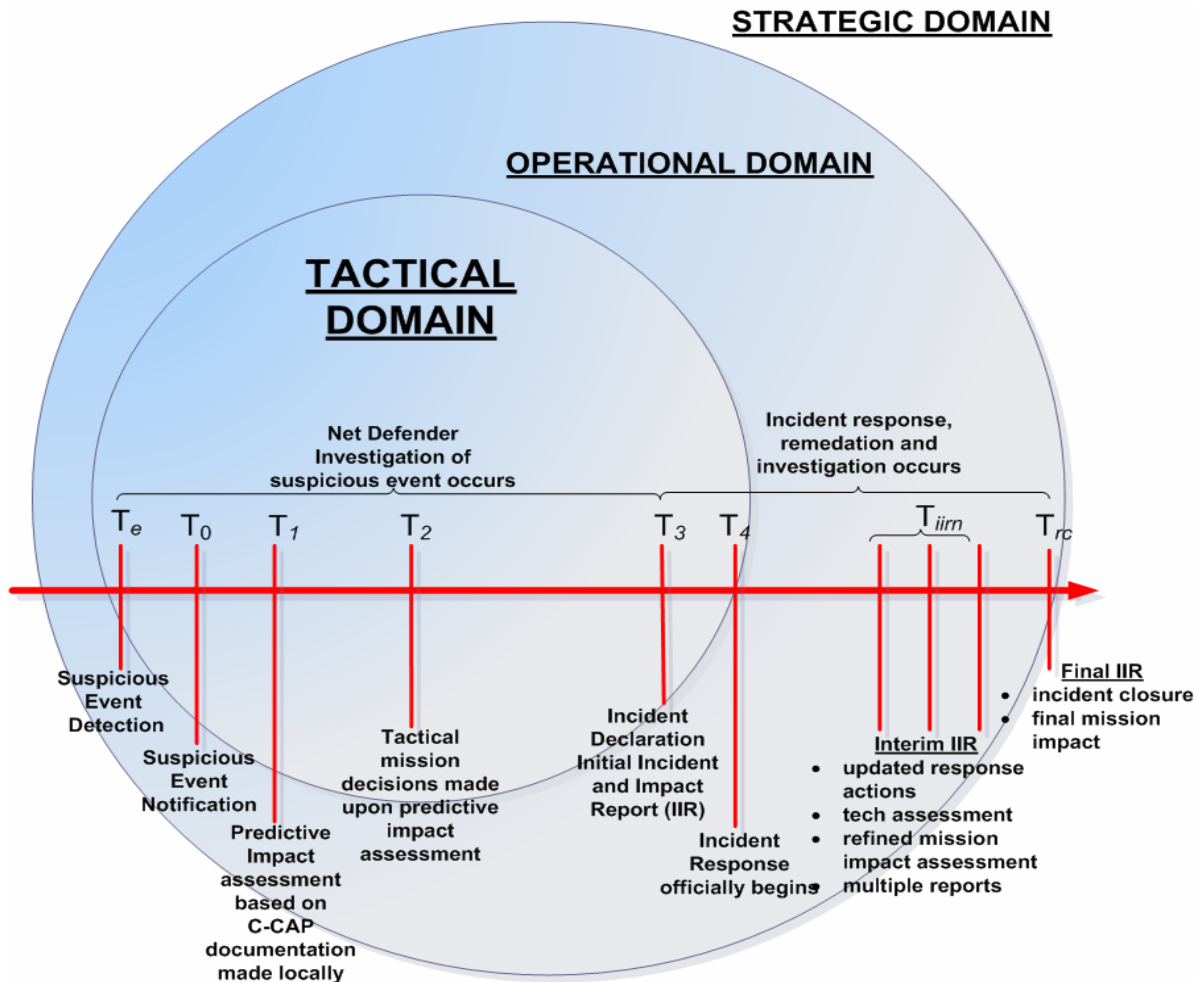 STRATEGIC DOMAIN
OPERATIONAL DOMAIN
TACTICAL
DOMAIN
Net Defender
Investigation of
suspicious event occurs
Incident response,
remedation and
investigation occurs
Te
T0
T1
T2
T3
T4
Tiirn
Trc
Suspicious
Event
Detection
Suspicious
Event
Notification
Predictive
Impact
assessment
based on
C-CAP
documentation
made locally
Tactical
mission
decisions made
upon predictive
impact
assessment
Incident
Declaration
Initial Incident
and Impact
Report (IIR)
Incident
Response
officially begins
Interim IIR
• updated response
actions
• tech assessment
• refined mission
impact assessment
• multiple reports
Final IIR
• incident closure
• final mission
impact